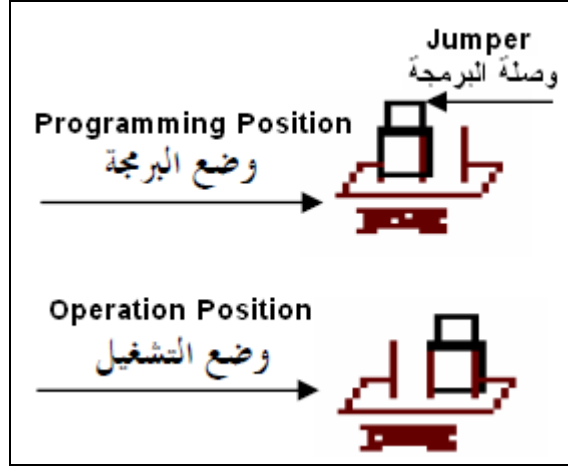 Jumper
وصلة البرمجة
Programming Position
وضع البرمجة
Operation Position
وضع التشغيل